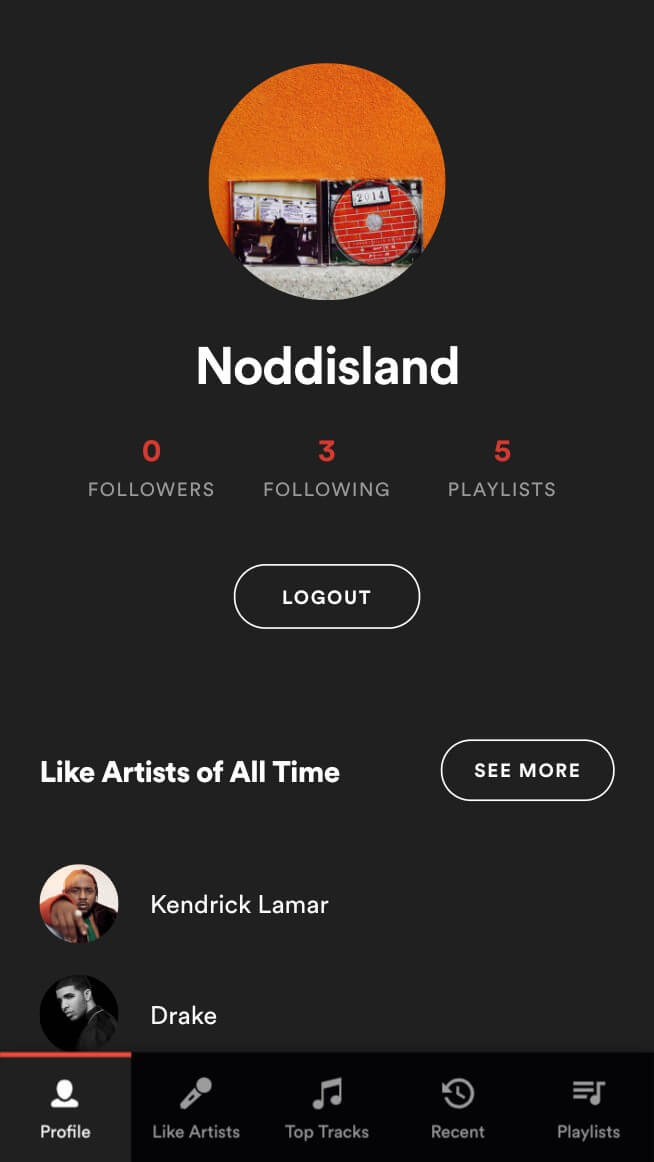 2014
Noddisland
0 3 5
FOLLOWERS FOLLOWING PLAYLISTS
LOGOUT
Like Artists of All Time SEE MORE
Kendrick Lamar
Drake
Profile Like Artists Top Tracks Recent Playlists